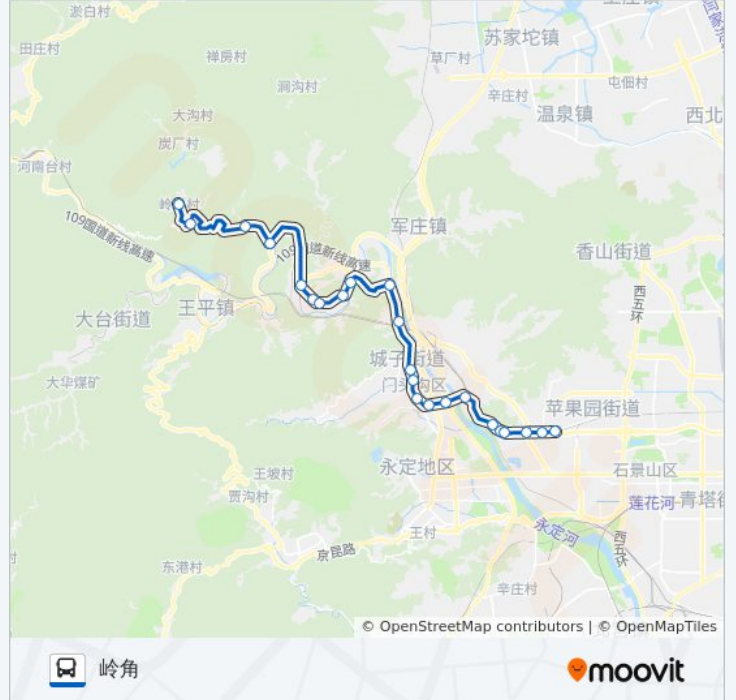 淤白村
田庄村
禅房村
苏家坨镇
草厂村
涧沟村
屯佃村
辛庄村
大沟村
温泉镇
西北
炭厂村
河南台村
109国道新线高速
军庄镇
109国道新线高速
香山街道
西五环
王平镇
大台街道
城子街道
门头沟区
大华煤矿
苹果园街道
永定地区
石景山区
王坡村
贾沟村
莲花河
青塔街
王村
永定河
西五环
京昆路
东港村
辛庄村
© OpenStreetMap contributors | © OpenMapTiles
岭角
moovit